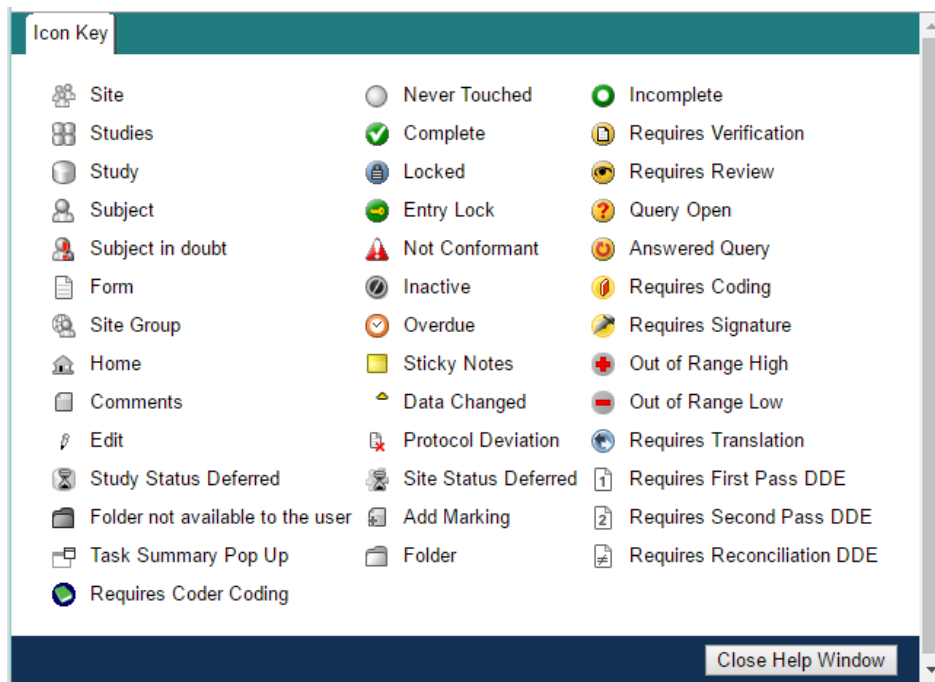 Icon Key
Site
Never Touched
Incomplete
Studies
Complete
Requires Verification
Study
Locked
Requires Review
Subject
Entry Lock
Query Open
Subject in doubt
Not Conformant
Answered Query
Form
Inactive
Requires Coding
Site Group
Overdue
Requires Signature
Home
Sticky Notes
Out of Range High
Comments
Data Changed
Out of Range Low
Edit
Protocol Deviation
Requires Translation
Study Status Deferred
Site Status Deferred
1
Requires First Pass DDE
Folder not available to the user
Add Marking
2
Requires Second Pass DDE
Task Summary Pop Up
Folder
≠
Requires Reconciliation DDE
Requires Coder Coding
Close Help Window